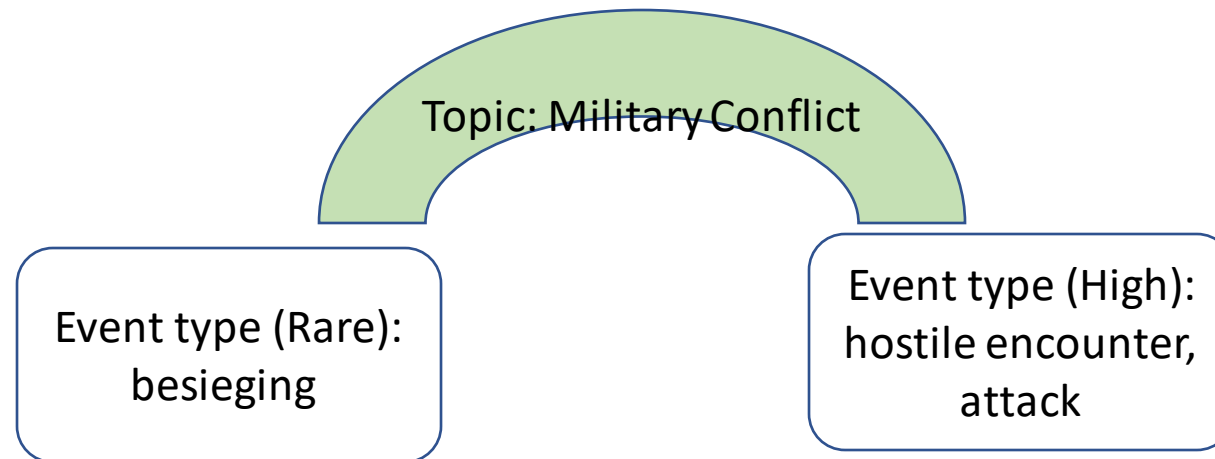 Topic: Military Conflict
Event type (Rare):
besieging
Event type (High):
hostile encounter,
attack